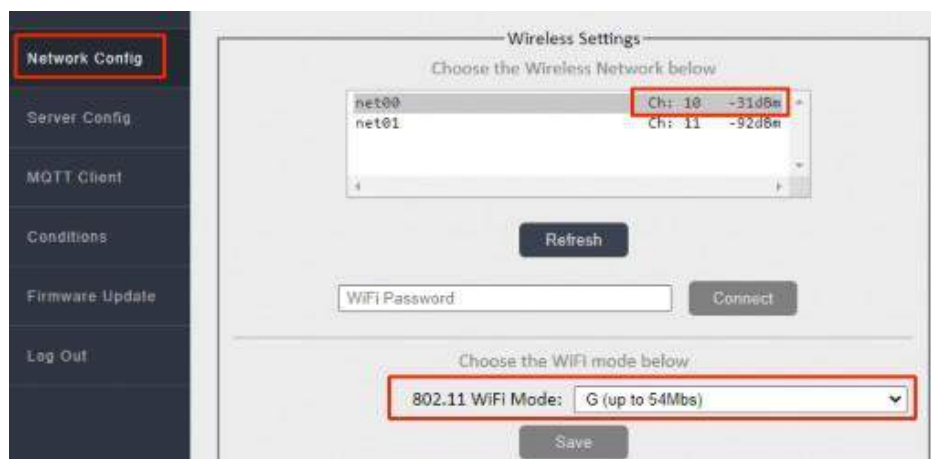 Network Config
Server Config
MQTT Client
Conditions
Firmware Update
Log Out
Wireless Settings
Choose the Wireless Network below
net00 Ch: 10 -31dBm
net01 Ch: 11 -92dBm
Refresh
WiFi Password Connect
Choose the WiFi mode below
802.11 WiFi Mode: G (up to 54Mbs)
Save